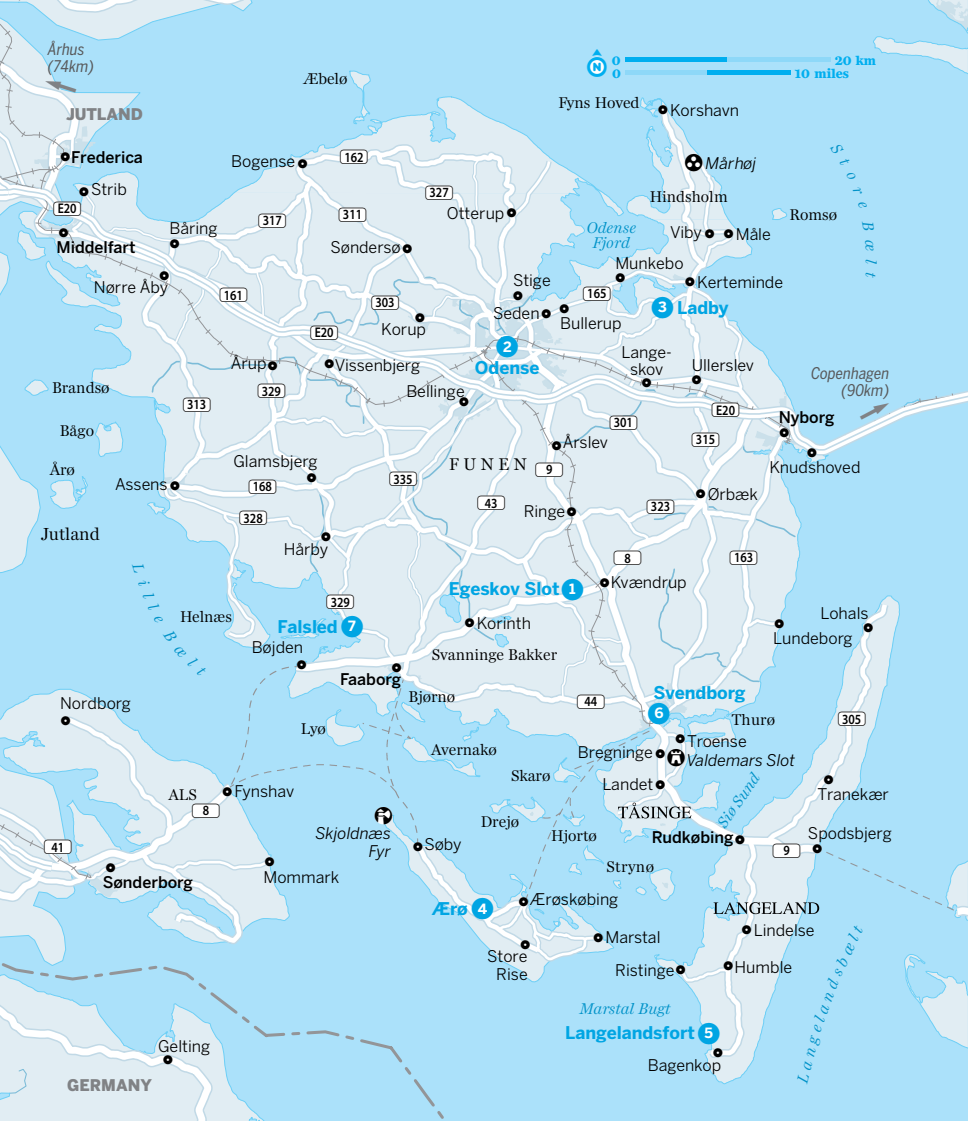 Århus
(74km)
JUTLAND
Æbelø
N
0
20 km
0
10 miles
Fyns Hoved
Korshavn
Frederica
Bogense
162
Mårhøj
Store Bælt
Strib
327
Hindsholm
E20
317
311
Otterup
Romsø
Båring
Odense
Fjord
Viby
Måle
Middelfart
Søndersø
Munkebo
Nørre Åby
Stige
Kerteminde
161
303
165
Seden
3 Ladby
Korup
Bullerup
E20
2
Odense
Lange-
skov
Årup
Vissenbjerg
Ullerslev
Copenhagen
(90km)
Brandsø
329
Bellinge
313
E20
Nyborg
301
Bågo
315
Årslev
Årø
Glamsbjerg
FUNEN
9
Knudshoved
Assens
168
335
Ørbæk
43
Ringe
323
328
Jutland
Hårby
8
163
Lille Bælt
Egeskov Slot 1
Kvændrup
329
Helnæs
Lohals
Falsled 7
Korinth
Lundeborg
Bøjden
Svanninge Bakker
Faaborg
Svendborg
Bjørnø
44
6
Nordborg
Thurø
305
Lyø
Avernakø
Troense
Bregninge
Valdemars Slot
Skarø
Landet
Siø Sund
Tranekær
ALS
Fynshav
8
TÅSINGE
Drejø
Skjoldnæs
Fyr
Hjortø
Rudkøbing
Spodsbjerg
41
Søby
9
Strynø
Sønderborg
Mommark
Ærø 4
Ærøskøbing
LANGELAND
Lindelse
Marstal
Store
Rise
Ristinge
Humble
Langelandsbælt
Marstal Bugt
Langelandsfort 5
Gelting
Bagenkop
GERMANY